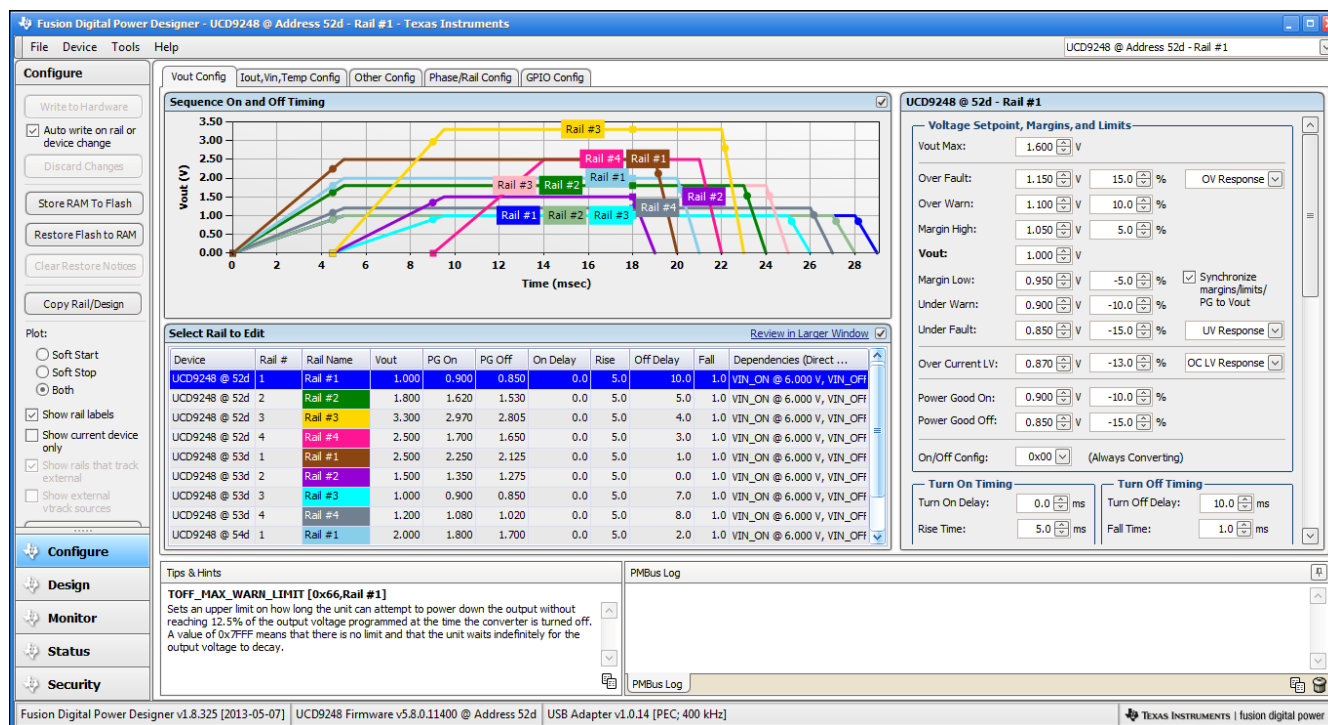 Fusion Digital Power Designer - UCD9248 @ Address 52d - Rail #1 - Texas Instruments
File Device Tools Help
UCD9248 @ Address 52d - Rail #1
Configure
Write to Hardware
Auto write on rail or
device change
Discard Changes
Store RAM To Flash
Restore Flash to RAM
Clear Restore Notices
Copy Rail/Design
Plot:
Soft Start
Soft Stop
Both
Show rail labels
Show current device
only
Show rails that track
external
Show external
vtrack sources
Configure
Design
Monitor
Status
Security
Vout Config Iout,Vin,Temp Config Other Config Phase/Rail Config GPIO Config
Sequence On and Off Timing
Vout (V)
3.50
3.00
2.50
2.00
1.50
1.00
0.50
0.00
Rail #3
Rail #4 Rail #1
Rail #1
Rail #3 Rail #2
Rail #2
Rail #4
Rail #1 Rail #2 Rail #3
0 2 4 6 8 10 12 14 16 18 20 22 24 26 28
Time (msec)
Select Rail to Edit Review in Larger Window
Device Rail # Rail Name Vout PG On PG Off On Delay Rise Off Delay Fall Dependencies (Direct ...
UCD9248 @ 52d 1 Rail #1 1.000 0.900 0.850 0.0 5.0 10.0 1.0 VIN_ON @ 6.000 V, VIN_OFF
UCD9248 @ 52d 2 Rail #2 1.800 1.620 1.530 0.0 5.0 5.0 1.0 VIN_ON @ 6.000 V, VIN_OFF
UCD9248 @ 52d 3 Rail #3 3.300 2.970 2.805 0.0 5.0 4.0 1.0 VIN_ON @ 6.000 V, VIN_OFF
UCD9248 @ 52d 4 Rail #4 2.500 1.700 1.650 0.0 5.0 3.0 1.0 VIN_ON @ 6.000 V, VIN_OFF
UCD9248 @ 53d 1 Rail #1 2.500 2.250 2.125 0.0 5.0 1.0 1.0 VIN_ON @ 6.000 V, VIN_OFF
UCD9248 @ 53d 2 Rail #2 1.500 1.350 1.275 0.0 5.0 0.0 1.0 VIN_ON @ 6.000 V, VIN_OFF
UCD9248 @ 53d 3 Rail #3 1.000 0.900 0.850 0.0 5.0 7.0 1.0 VIN_ON @ 6.000 V, VIN_OFF
UCD9248 @ 53d 4 Rail #4 1.200 1.080 1.020 0.0 5.0 8.0 1.0 VIN_ON @ 6.000 V, VIN_OFF
UCD9248 @ 54d 1 Rail #1 2.000 1.800 1.700 0.0 5.0 2.0 1.0 VIN_ON @ 6.000 V, VIN_OFF
UCD9248 @ 52d - Rail #1
Voltage Setpoint, Margins, and Limits
Vout Max: 1.600 V
Over Fault: 1.150 V 15.0 % OV Response
Over Warn: 1.100 V 10.0 %
Margin High: 1.050 V 5.0 %
Vout: 1.000 V
Margin Low: 0.950 V -5.0 % Synchronize
margins/limits/
PG to Vout
Under Warn: 0.900 V -10.0 %
Under Fault: 0.850 V -15.0 % UV Response
Over Current LV: 0.870 V -13.0 % OC LV Response
Power Good On: 0.900 V -10.0 %
Power Good Off: 0.850 V -15.0 %
On/Off Config: 0x00 (Always Converting)
Turn On Timing Turn Off Timing
Turn On Delay: 0.0 ms Turn Off Delay: 10.0 ms
Rise Time: 5.0 ms Fall Time: 1.0 ms
Tips & Hints
TOFF_MAX_WARN_LIMIT [0x66,Rail #1]
Sets an upper limit on how long the unit can attempt to power down the output without
reaching 12.5% of the output voltage programmed at the time the converter is turned off.
A value of 0x7FFF means that there is no limit and that the unit waits indefinitely for the
output voltage to decay.
PMBus Log
PMBus Log
Fusion Digital Power Designer v1.8.325 [2013-05-07] UCD9248 Firmware v5.8.0.11400 @ Address 52d USB Adapter v1.0.14 [PEC; 400 kHz] TEXAS INSTRUMENTS | fusion digital power